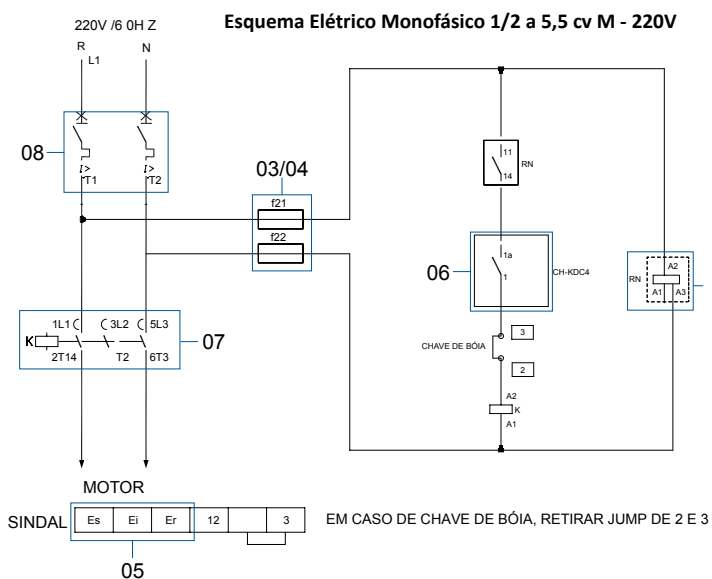 Esquema Elétrico Monofásico 1/2 a 5,5 cv M - 220V
220V /6 0H Z
R
N
L1
08
T1
T2
03/04
f21
f22
11
14
RN
06
1a
1
CH-KDC4
RN
A2
A1
A3
1L1
3L2
5L3
K
07
2T14
T2
6T3
CHAVE DE BÓIA
3
2
A2
K
A1
MOTOR
SINDAL
Es
Ei
Er
12
3
EM CASO DE CHAVE DE BÓIA, RETIRAR JUMP DE 2 E 3
05